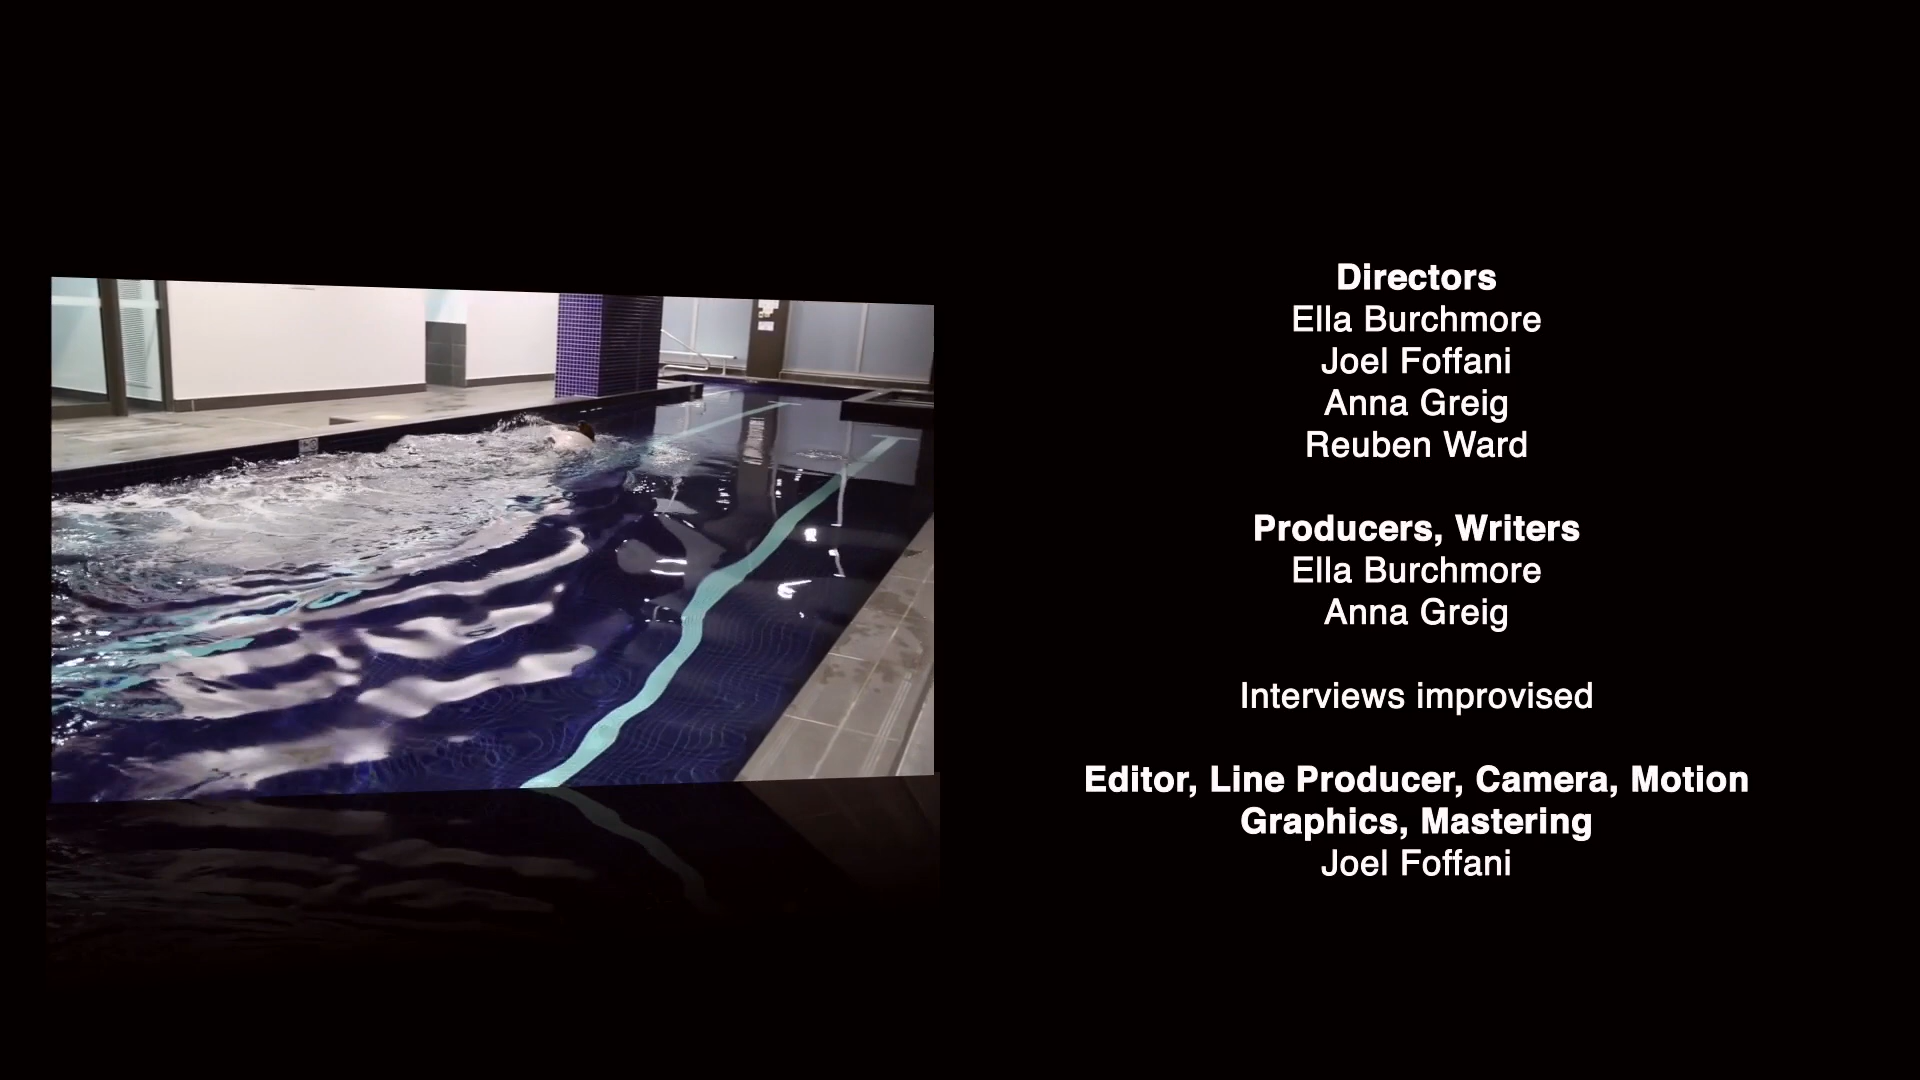 Directors
Ella Burchmore
Joel Foffani
Anna Greig
Reuben Ward
Producers, Writers
Ella Burchmore
Anna Greig
Interviews improvised
Editor, Line Producer, Camera, Motion
Graphics, Mastering
Joel Foffani